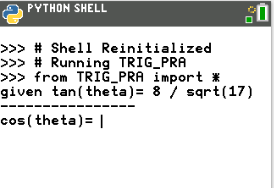 PYTHON SHELL
>>> # Shell Reinitialized
>>> # Running TRIG_PRA
>>> from TRIG_PRA import *
given tan(theta)= 8 / sqrt(17)
----------------
cos(theta)= |